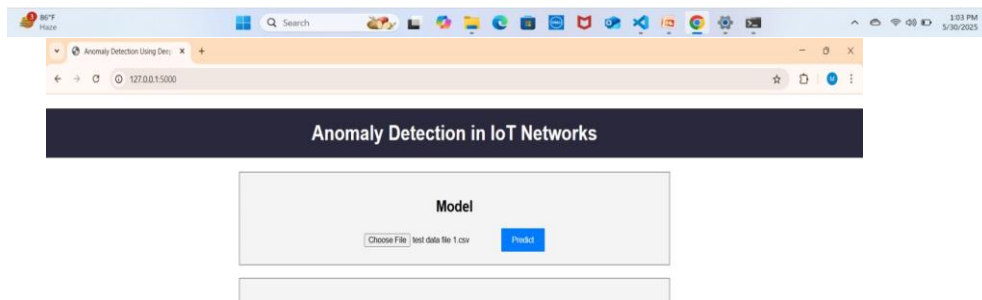 86°F
Haze
Search
1:03 PM
5/30/2025
Anomaly Detection Using Deep
127.0.0.1:5000
Anomaly Detection in IoT Networks
Model
Choose File test data file 1.csv
Predict